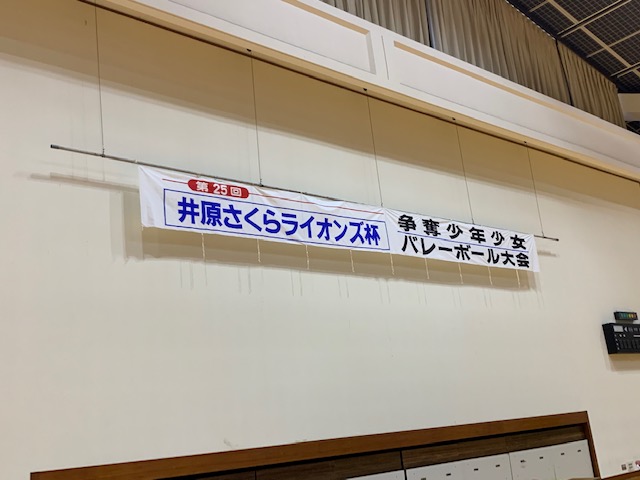 第25回
井原さくらライオンズ杯
争奪少年少女
バレーボール大会